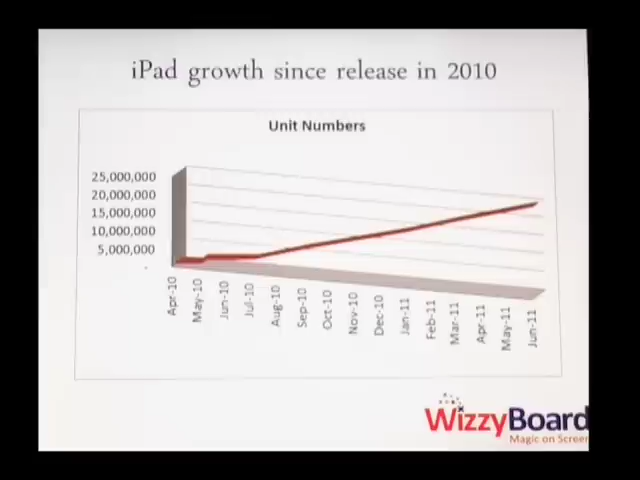 iPad growth since release in 2010
Unit Numbers
25,000,000
20,000,000
15,000,000
10,000,000
5,000,000
-
Apr-10
May-10
Jun-10
Jul-10
Aug-10
Sep-10
Oct-10
Nov-10
Dec-10
Jan-11
Feb-11
Mar-11
Apr-11
May-11
Jun-11
WizzyBoard
Magic on Screen